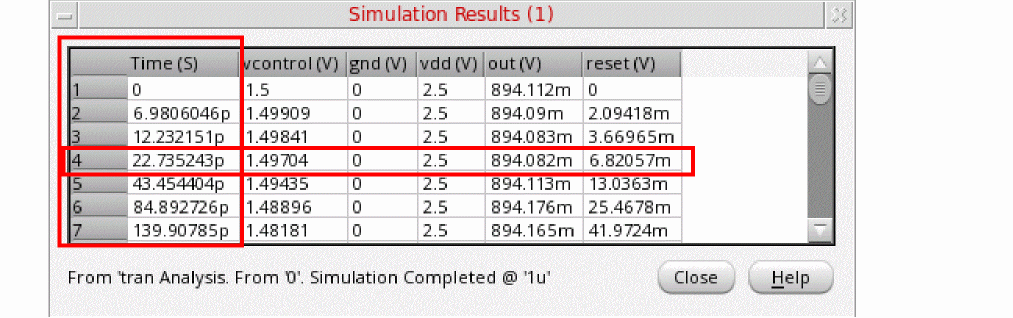 Simulation Results (1)
Time (S) vcontrol (V) gnd (V) vdd (V) out (V) reset (V)
1 0 1.5 0 2.5 894.112m 0
2 6.9806046p 1.49909 0 2.5 894.09m 2.09418m
3 12.232151p 1.49841 0 2.5 894.083m 3.66965m
4 22.735243p 1.49704 0 2.5 894.082m 6.82057m
5 43.454404p 1.49435 0 2.5 894.113m 13.0363m
6 84.892726p 1.48896 0 2.5 894.176m 25.4678m
7 139.90785p 1.48181 0 2.5 894.165m 41.9724m
From 'tran Analysis. From '0'. Simulation Completed @ '1u'
Close Help